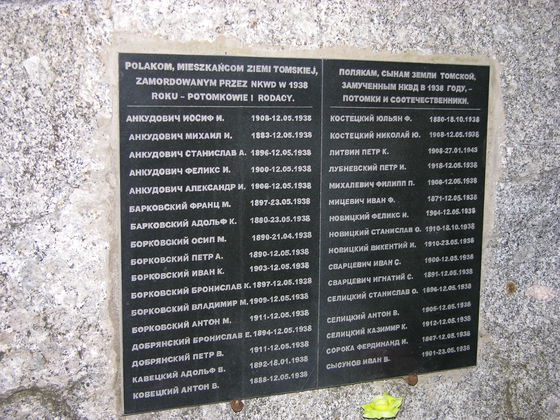 POLAKOM, MIESZKAŃCOM ZIEMI TOMSKIEJ,
ZAMORDOWANYM PRZEZ NKWD W 1938
ROKU – POTOMKOWIE I RODACY.
АНКУДОВИЧ ИОСИФ И. 1908-12.05.1938
АНКУДОВИЧ МИХАИЛ И. 1883-12.05.1938
АНКУДОВИЧ СТАНИСЛАВ А. 1896-12.05.1938
АНКУДОВИЧ ФЕЛИКС И. 1900-12.05.1938
АНКУДОВИЧ АЛЕКСАНДР И. 1906-12.05.1938
БАРКОВСКИЙ ФРАНЦ М. 1897-23.05.1938
БАРКОВСКИЙ АДОЛЬФ К. 1880-23.05.1938
БОРКОВСКИЙ ОСИП М. 1890-21.04.1938
БОРКОВСКИЙ ПЕТР А. 1890-12.05.1938
БОРКОВСКИЙ ИВАН К. 1903-12.05.1938
БОРКОВСКИЙ БРОНИСЛАВ К. 1897-12.05.1938
БОРКОВСКИЙ ВЛАДИМИР М. 1909-12.05.1938
БОРКОВСКИЙ АНТОН М. 1911-12.05.1938
ДОБРЯНСКИЙ БРОНИСЛАВ Е. 1894-12.05.1938
ДОБРЯНСКИЙ ПЕТР В. 1911-12.05.1938
КАВЕЦКИЙ АДОЛЬФ В. 1892-18.01.1938
КОВЕЦКИЙ АНТОН В. 1888-12.05.1938
ПОЛЯКАМ, СЫНАМ ЗЕМЛИ ТОМСКОЙ,
ЗАМУЧЕННЫМ НКВД В 1938 ГОДУ, –
ПОТОМКИ И СООТЕЧЕСТВЕННИКИ.
КОСТЕЦКИЙ ЮЛЬЯН Ф. 1880-18.10.1938
КОСТЕЦКИЙ НИКОЛАЙ Ю. 1908-12.05.1938
ЛИТВИН ПЕТР К. 1908-27.01.1945
ЛУБНЕВСКИЙ ПЕТР И. 1918-12.05.1938
МИХАЛЕВИЧ ФИЛИПП П. 1908-12.05.1938
МИЦЕВИЧ ИВАН Ф. 1871-12.05.1938
НОВИЦКИЙ ФЕЛИКС И. 1904-12.05.1938
НОВИЦКИЙ СТАНИСЛАВ О. 1910-18.10.1938
НОВИЦКИЙ ВИКЕНТИЙ И. 1910-23.05.1938
СВАРЦЕВИЧ ИВАН С. 1900-12.05.1938
СВАРЦЕВИЧ ИГНАТИЙ С. 1891-12.05.1938
СЕЛИЦКИЙ СТАНИСЛАВ О. 1896-12.05.1938
СЕЛИЦКИЙ АНТОН В. 1905-12.05.1938
СЕЛИЦКИЙ КАЗИМИР К. 1912-12.05.1938
СОРОКА ФЕРДИНАНД И. 1887-12.05.1938
СЫСУНОВ ИВАН В. 1901-23.05.1938